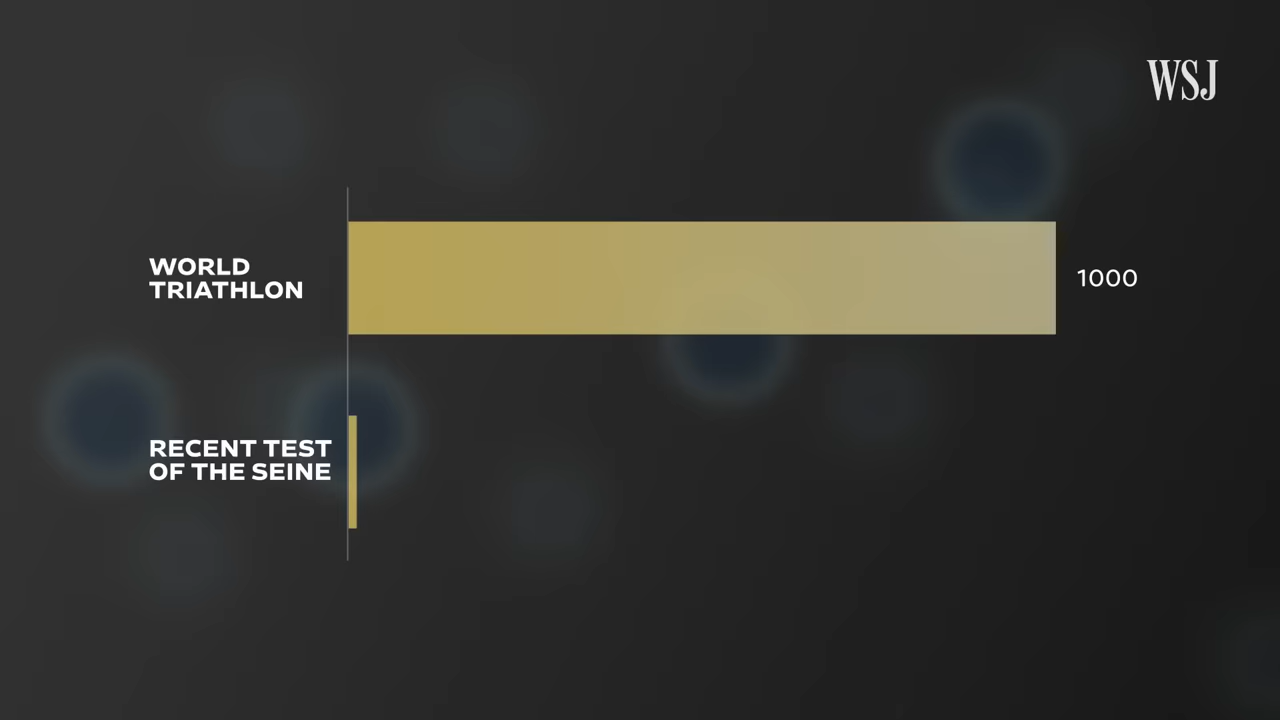 WSJ
WORLD
TRIATHLON
1000
RECENT TEST
OF THE SEINE